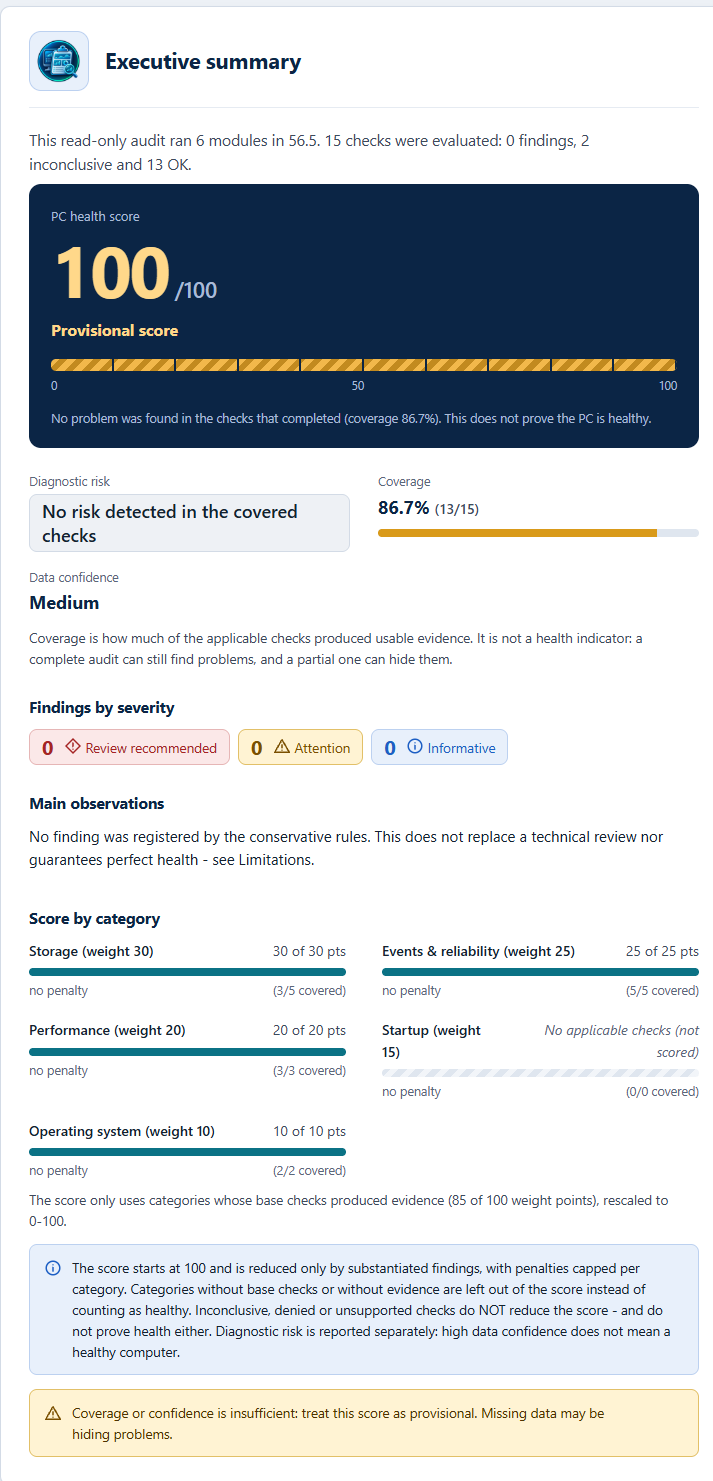 Executive summary
This read-only audit ran 6 modules in 56.5. 15 checks were evaluated: 0 findings, 2
inconclusive and 13 OK.
PC health score
100 /100
Provisional score
0 50 100
No problem was found in the checks that completed (coverage 86.7%). This does not prove the PC is healthy.
Diagnostic risk
No risk detected in the covered
checks
Coverage
86.7% (13/15)
Data confidence
Medium
Coverage is how much of the applicable checks produced usable evidence. It is not a health indicator: a
complete audit can still find problems, and a partial one can hide them.
Findings by severity
0 Review recommended 0 Attention 0 Informative
Main observations
No finding was registered by the conservative rules. This does not replace a technical review nor
guarantees perfect health - see Limitations.
Score by category
Storage (weight 30) 30 of 30 pts
no penalty (3/5 covered)
Events & reliability (weight 25) 25 of 25 pts
no penalty (5/5 covered)
Performance (weight 20) 20 of 20 pts
no penalty (3/3 covered)
Startup (weight
15)
No applicable checks (not
scored)
no penalty (0/0 covered)
Operating system (weight 10) 10 of 10 pts
no penalty (2/2 covered)
The score only uses categories whose base checks produced evidence (85 of 100 weight points), rescaled to
0-100.
The score starts at 100 and is reduced only by substantiated findings, with penalties capped per
category. Categories without base checks or without evidence are left out of the score instead of
counting as healthy. Inconclusive, denied or unsupported checks do NOT reduce the score - and do
not prove health either. Diagnostic risk is reported separately: high data confidence does not mean a
healthy computer.
Coverage or confidence is insufficient: treat this score as provisional. Missing data may be
hiding problems.